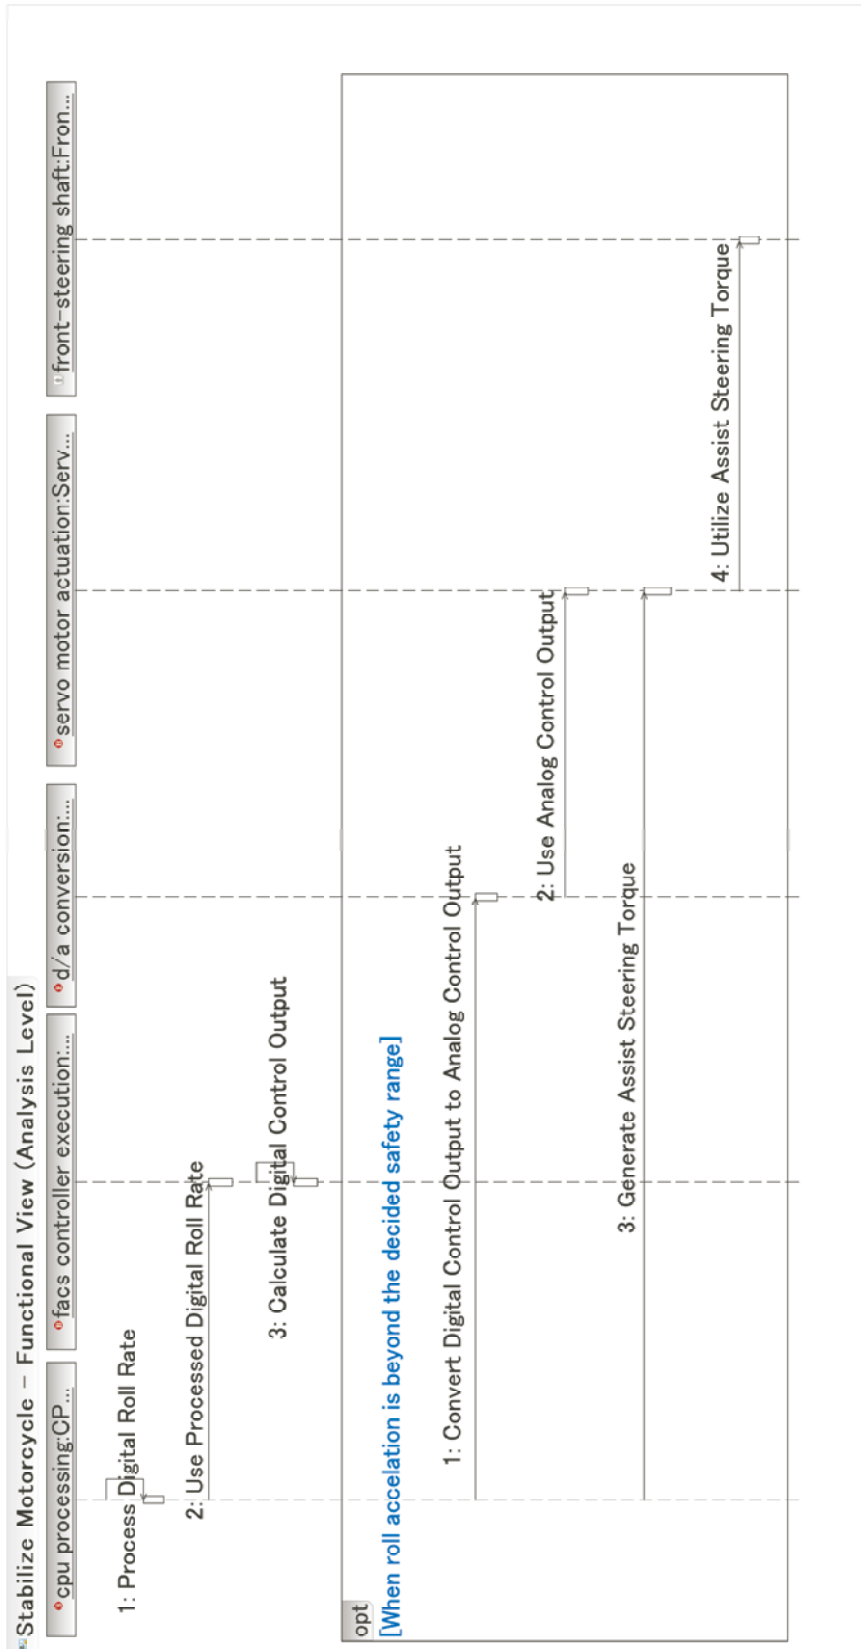 Stabilize Motorcycle - Functional View (Analysis Level)
cpu processing:CP...
facs controller execution:...
d/a conversion:...
servo motor actuation:Serv...
front-steering shaft:Fron...
1: Process Digital Roll Rate
2: Use Processed Digital Roll Rate
3: Calculate Digital Control Output
opt
[When roll accelation is beyond the decided safety range]
1: Convert Digital Control Output to Analog Control Output
2: Use Analog Control Output
3: Generate Assist Steering Torque
4: Utilize Assist Steering Torque